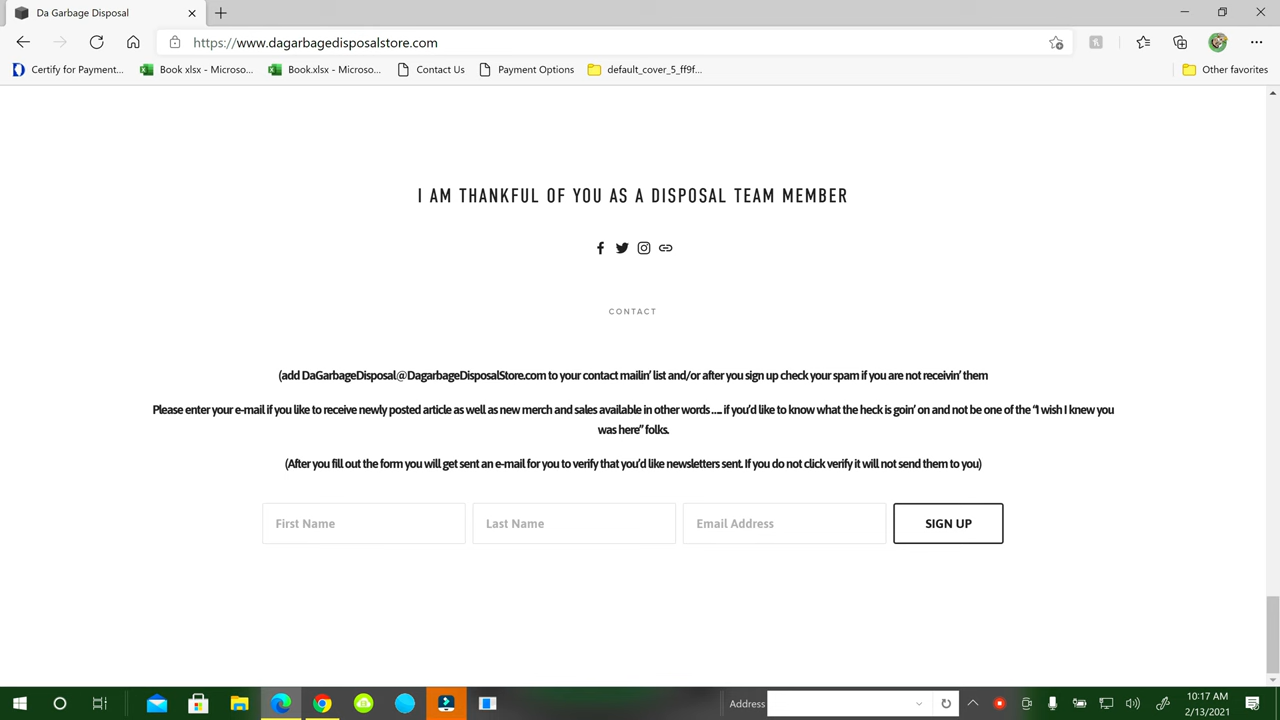 Da Garbage Disposal
https://www.dagarbagedisposalstore.com
Certify for Payment... Book xlsx - Microso... Book.xlsx - Microso... Contact Us Payment Options default_cover_5_ff9f... Other favorites
I AM THANKFUL OF YOU AS A DISPOSAL TEAM MEMBER
CONTACT
(add DaGarbageDisposal@DagarbageDisposalStore.com to your contact mailin’ list and/or after you sign up check your spam if you are not receivin’ them
Please enter your e-mail if you like to receive newly posted article as well as new merch and sales available in other words .... if you’d like to know what the heck is goin’ on and not be one of the “I wish I knew you
was here” folks.
(After you fill out the form you will get sent an e-mail for you to verify that you’d like newsletters sent. If you do not click verify it will not send them to you)
First Name Last Name Email Address SIGN UP
Address
10:17 AM
2/13/2021